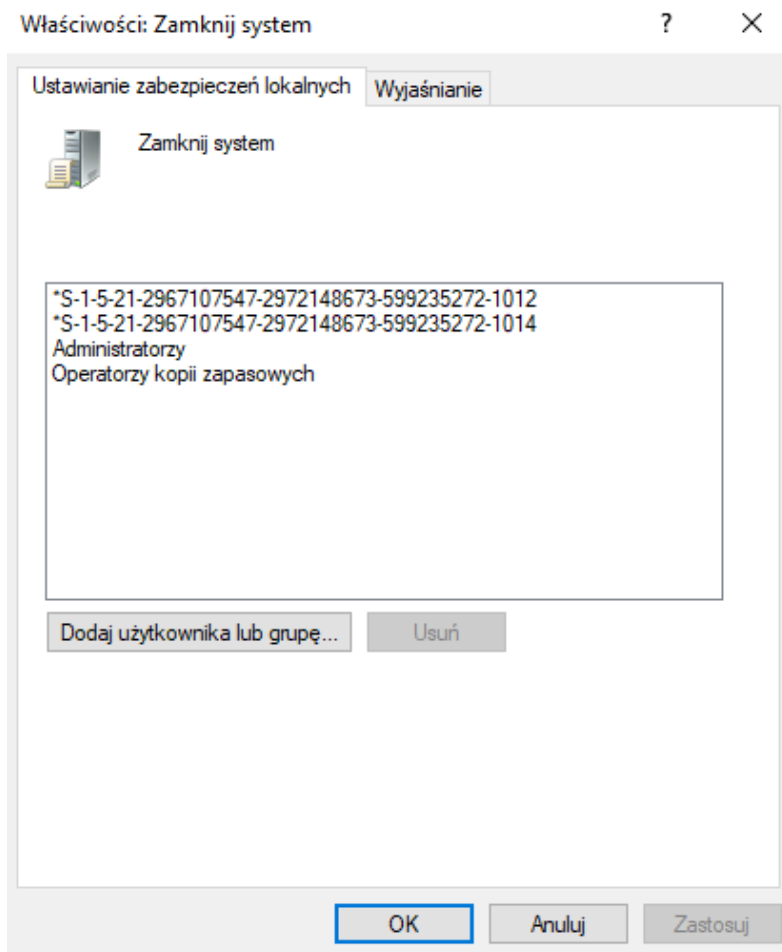 Właściwości: Zamknij system
?
Ustawianie zabezpieczeń lokalnych
Wyjaśnianie
Zamknij system
*S-1-5-21-2967107547-2972148673-599235272-1012
*S-1-5-21-2967107547-2972148673-599235272-1014
Administratorzy
Operatorzy kopii zapasowych
Dodaj użytkownika lub grupę...
Usuń
OK
Anuluj
Zastosuj